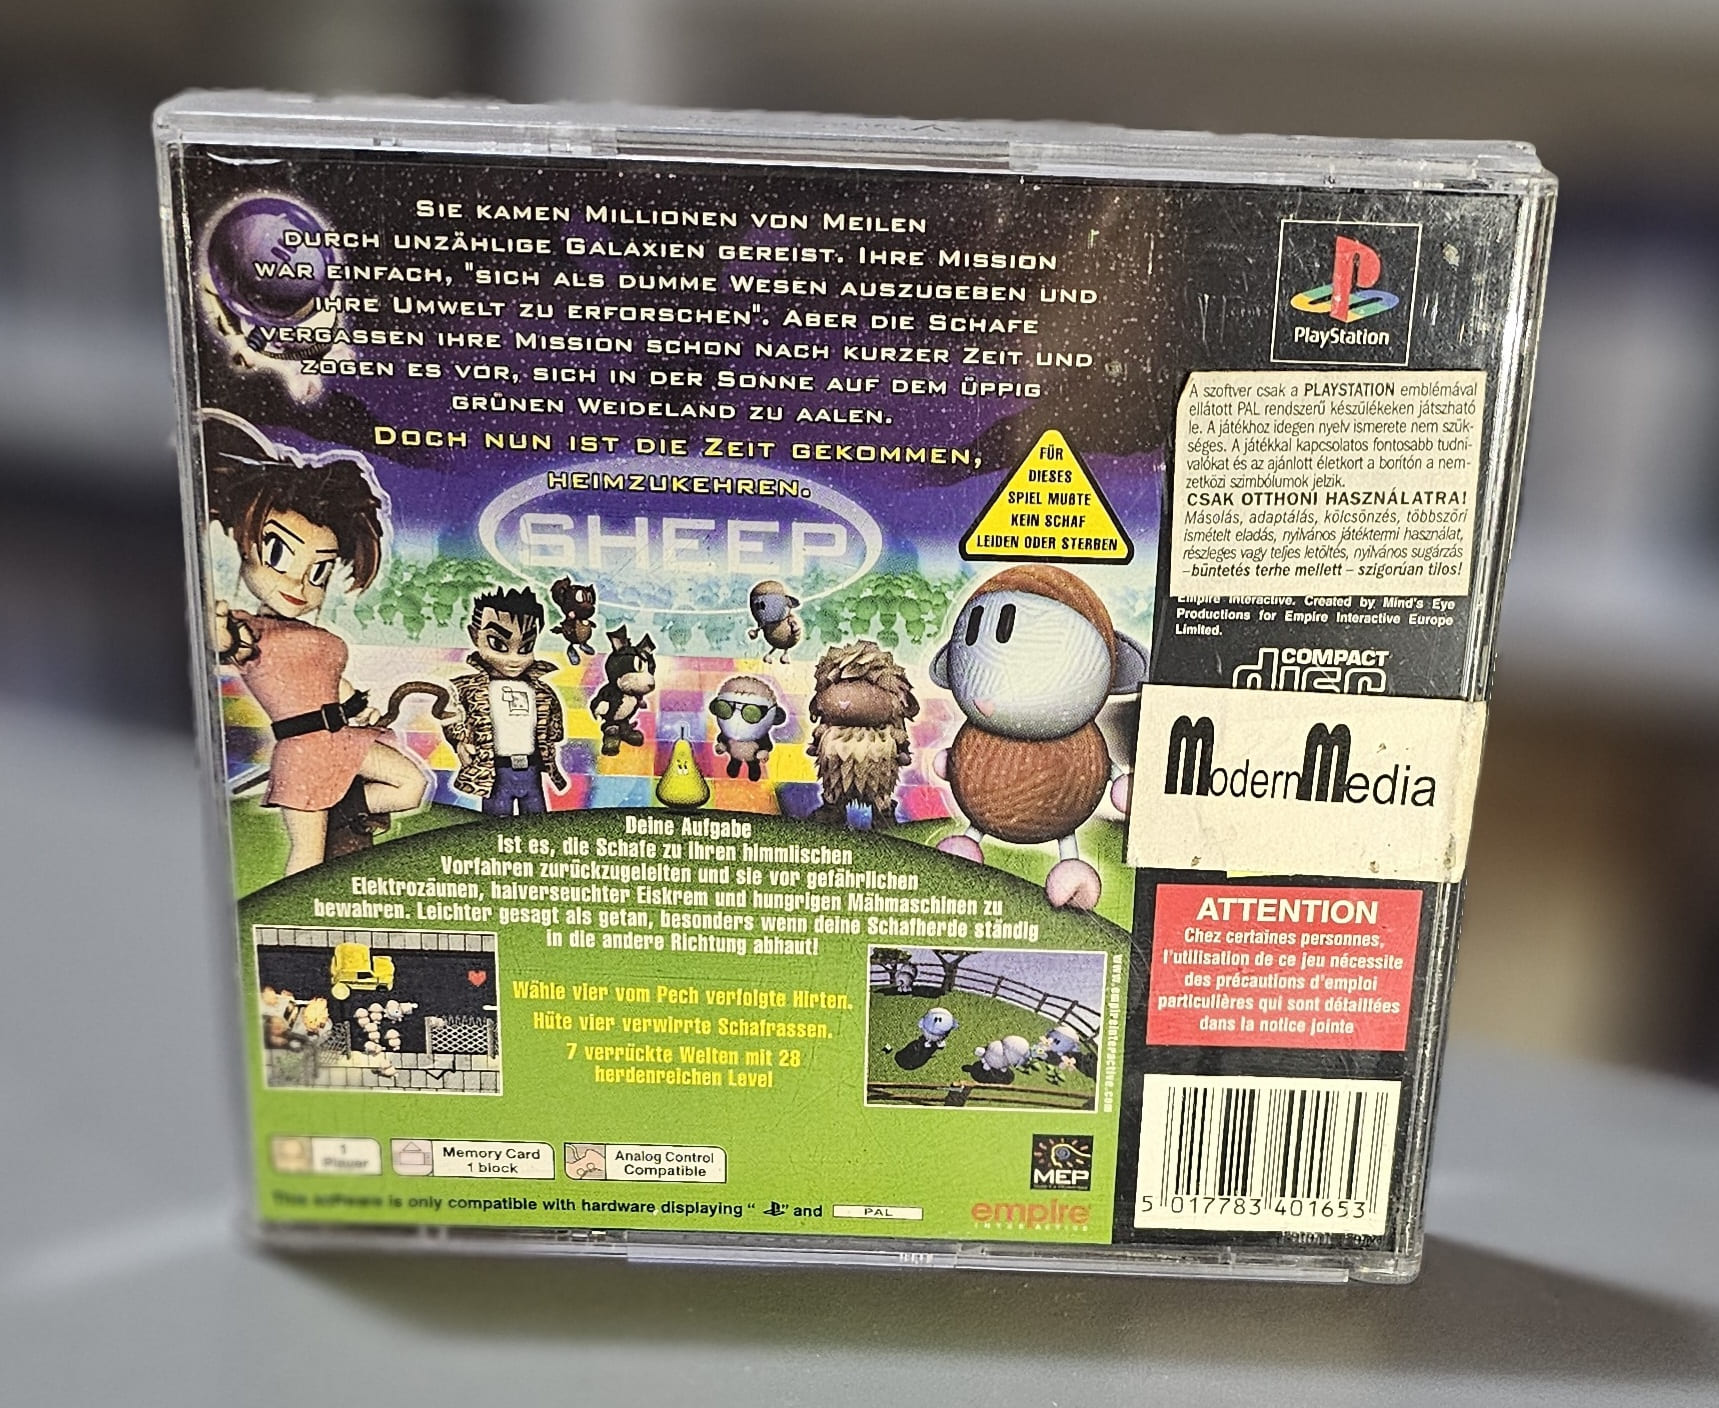 SIE KAMEN MILLIONEN VON MEILEN
DURCH UNZÄHLIGE GALAXIEN GEREIST. IHRE MISSION
WAR EINFACH, "SICH ALS DUMME WESEN AUSZUGEBEN UND
IHRE UMWELT ZU ERFORSCHEN". ABER DIE SCHAFE
VERGASSEN IHRE MISSION SCHON NACH KURZER ZEIT UND
ZOGEN ES VOR, SICH IN DER SONNE AUF DEM ÜPPIG
GRÜNEN WEIDELAND ZU AALEN.
DOCH NUN IST DIE ZEIT GEKOMMEN,
HEIMZUKEHREN.
SHEEP
FÜR
DIESES
SPIEL MUßTE
KEIN SCHAF
LEIDEN ODER STERBEN
Deine Aufgabe
ist es, die Schafe zu ihren himmlischen
Vorfahren zurückzugeleiten und sie vor gefährlichen
Elektrozäunen, halverseuchter Eiskrem und hungrigen Mähmaschinen zu
bewahren. Leichter gesagt als getan, besonders wenn deine Schafherde ständig
in die andere Richtung abhaut!
Wähle vier vom Pech verfolgte Hirten.
Hüte vier verwirrte Schafrassen.
7 verrückte Welten mit 28
herdenreichen Level
www.empireinteractive.com
1
Player
Memory Card
1 block
Analog Control
Compatible
This software is only compatible with hardware displaying " " and PAL
MEP
empire
INTERACTIVE
PlayStation
A szoftver csak a PLAYSTATION emblémával
ellátott PAL rendszerű készülékeken játszható
le. A játékhoz idegen nyelv ismerete nem szük-
séges. A játékkal kapcsolatos fontosabb tudni-
valókat és az ajánlott életkort a borítón a nem-
zetközi szimbólumok jelzik.
CSAK OTTHONI HASZNÁLATRA!
Másolás, adaptálás, kölcsönzés, többszöri
ismételt eladás, nyilvános játéktermi használat,
részleges vagy teljes letöltés, nyilvános sugárzás
-büntetés terhe mellett – szigorúan tilos!
Empire Interactive. Created by Mind's Eye
Productions for Empire Interactive Europe
Limited.
COMPACT
disc
ModernMedia
ATTENTION
Chez certaines personnes,
l'utilisation de ce jeu nécessite
des précautions d'emploi
particulières qui sont détaillées
dans la notice jointe
5 017783 401653